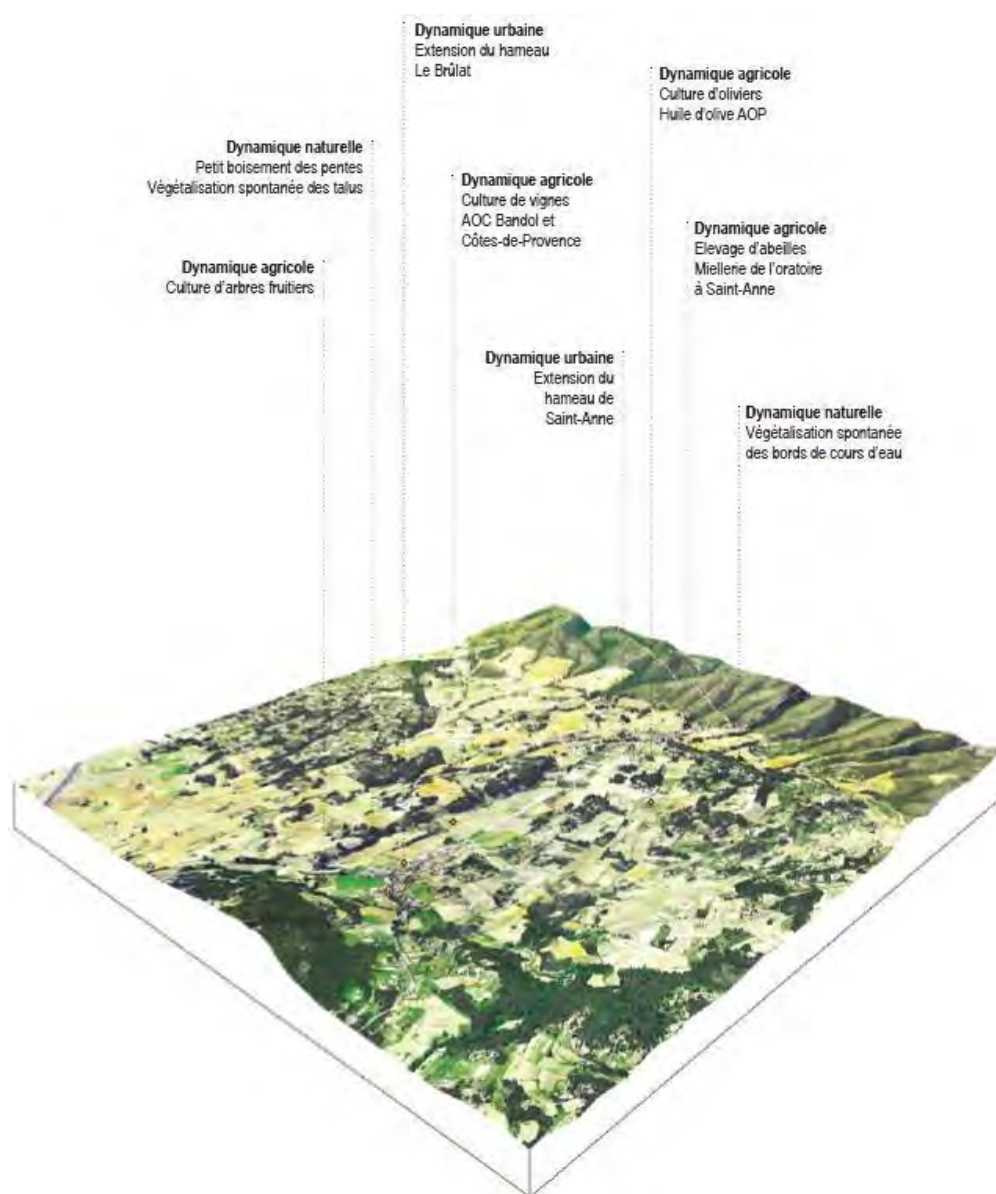 Dynamique urbaine
Extension du hameau
Le Brûlat
Dynamique agricole
Culture d'oliviers
Huile d'olive AOP
Dynamique naturelle
Petit boisement des pentes
Végétalisation spontanée des talus
Dynamique agricole
Culture de vignes
AOC Bandol et
Côtes-de-Provence
Dynamique agricole
Elevage d'abeilles
Miellerie de l'oratoire
à Saint-Anne
Dynamique agricole
Culture d'arbres fruitiers
Dynamique urbaine
Extension du
hameau de
Saint-Anne
Dynamique naturelle
Végétalisation spontanée
des bords de cours d'eau